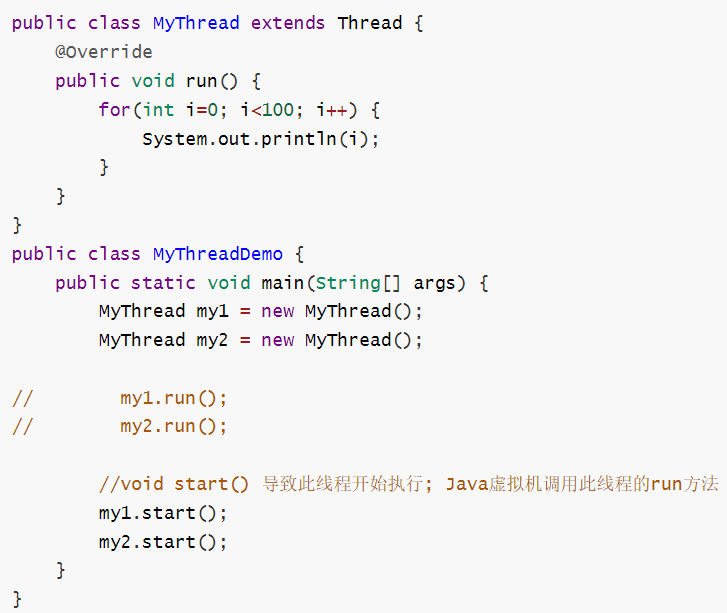 public class MyThread extends Thread {
    @Override
    public void run() {
        for(int i=0; i<100; i++) {
            System.out.println(i);
        }
    }
}
public class MyThreadDemo {
    public static void main(String[] args) {
        MyThread my1 = new MyThread();
        MyThread my2 = new MyThread();

//        my1.run();
//        my2.run();

        //void start() 导致此线程开始执行; Java虚拟机调用此线程的run方法
        my1.start();
        my2.start();
    }
}